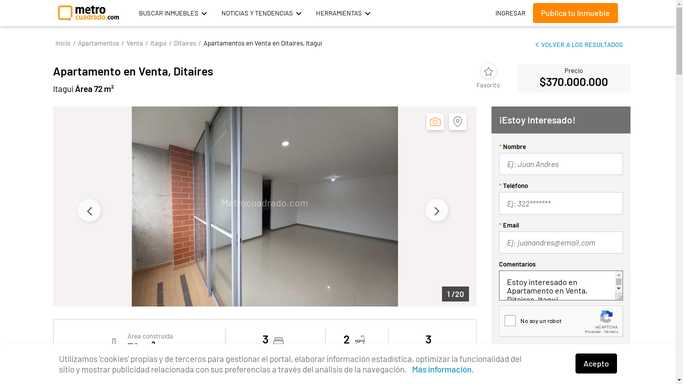 metro
cuadrado.com
BUSCAR INMUEBLES
NOTICIAS Y TENDENCIAS
HERRAMIENTAS
INGRESAR
Publica tu Inmueble
Inicio / Apartamentos / Venta / Itagui / Ditaires / Apartamentos en Venta en Ditaires, Itagui
VOLVER A LOS RESULTADOS
Apartamento en Venta, Ditaires
Itagui Área 72 m²
Favorito
Precio
$370.000.000
Metrocuadrado.com
1 / 20
¡Estoy Interesado!
* Nombre
Ej: Juan Andres
* Teléfono
Ej: 322*******
* Email
Ej: juanandres@email.com
Comentarios
Estoy interesado en
Apartamento en Venta,
Ditaires, Itagui
No soy un robot
reCAPTCHA
Privacidad - Términos
Área construida
3
2
3
Utilizamos 'cookies' propias y de terceros para gestionar el portal, elaborar información estadística, optimizar la funcionalidad del
sitio y mostrar publicidad relacionada con sus preferencias a través del análisis de la navegación. Más información.
Acepto